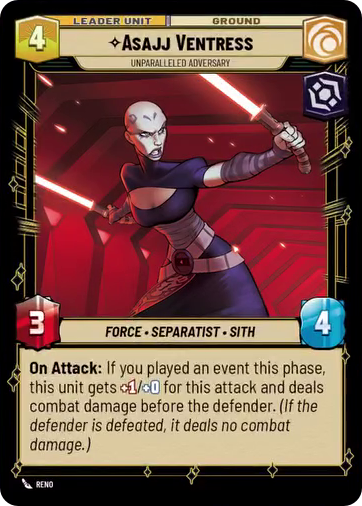 LEADER UNIT
GROUND
4
✧ASAJJ VENTRESS
UNPARALLELED ADVERSARY
3
4
FORCE • SEPARATIST • SITH
On Attack: If you played an event this phase,
this unit gets +1/+0 for this attack and deals
combat damage before the defender. (If the
defender is defeated, it deals no combat
damage.)
RENO